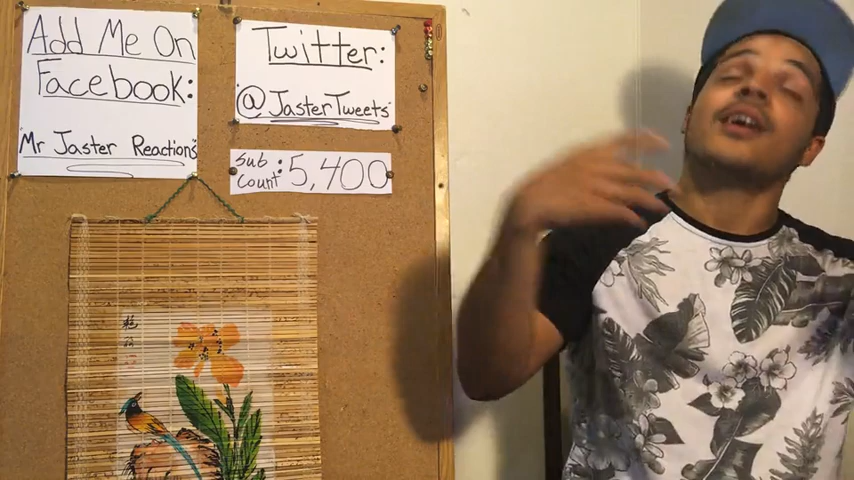 Add Me On
Facebook:
Mr Jaster Reactions
Twitter:
@JasterTweets
Sub
Count: 5,400